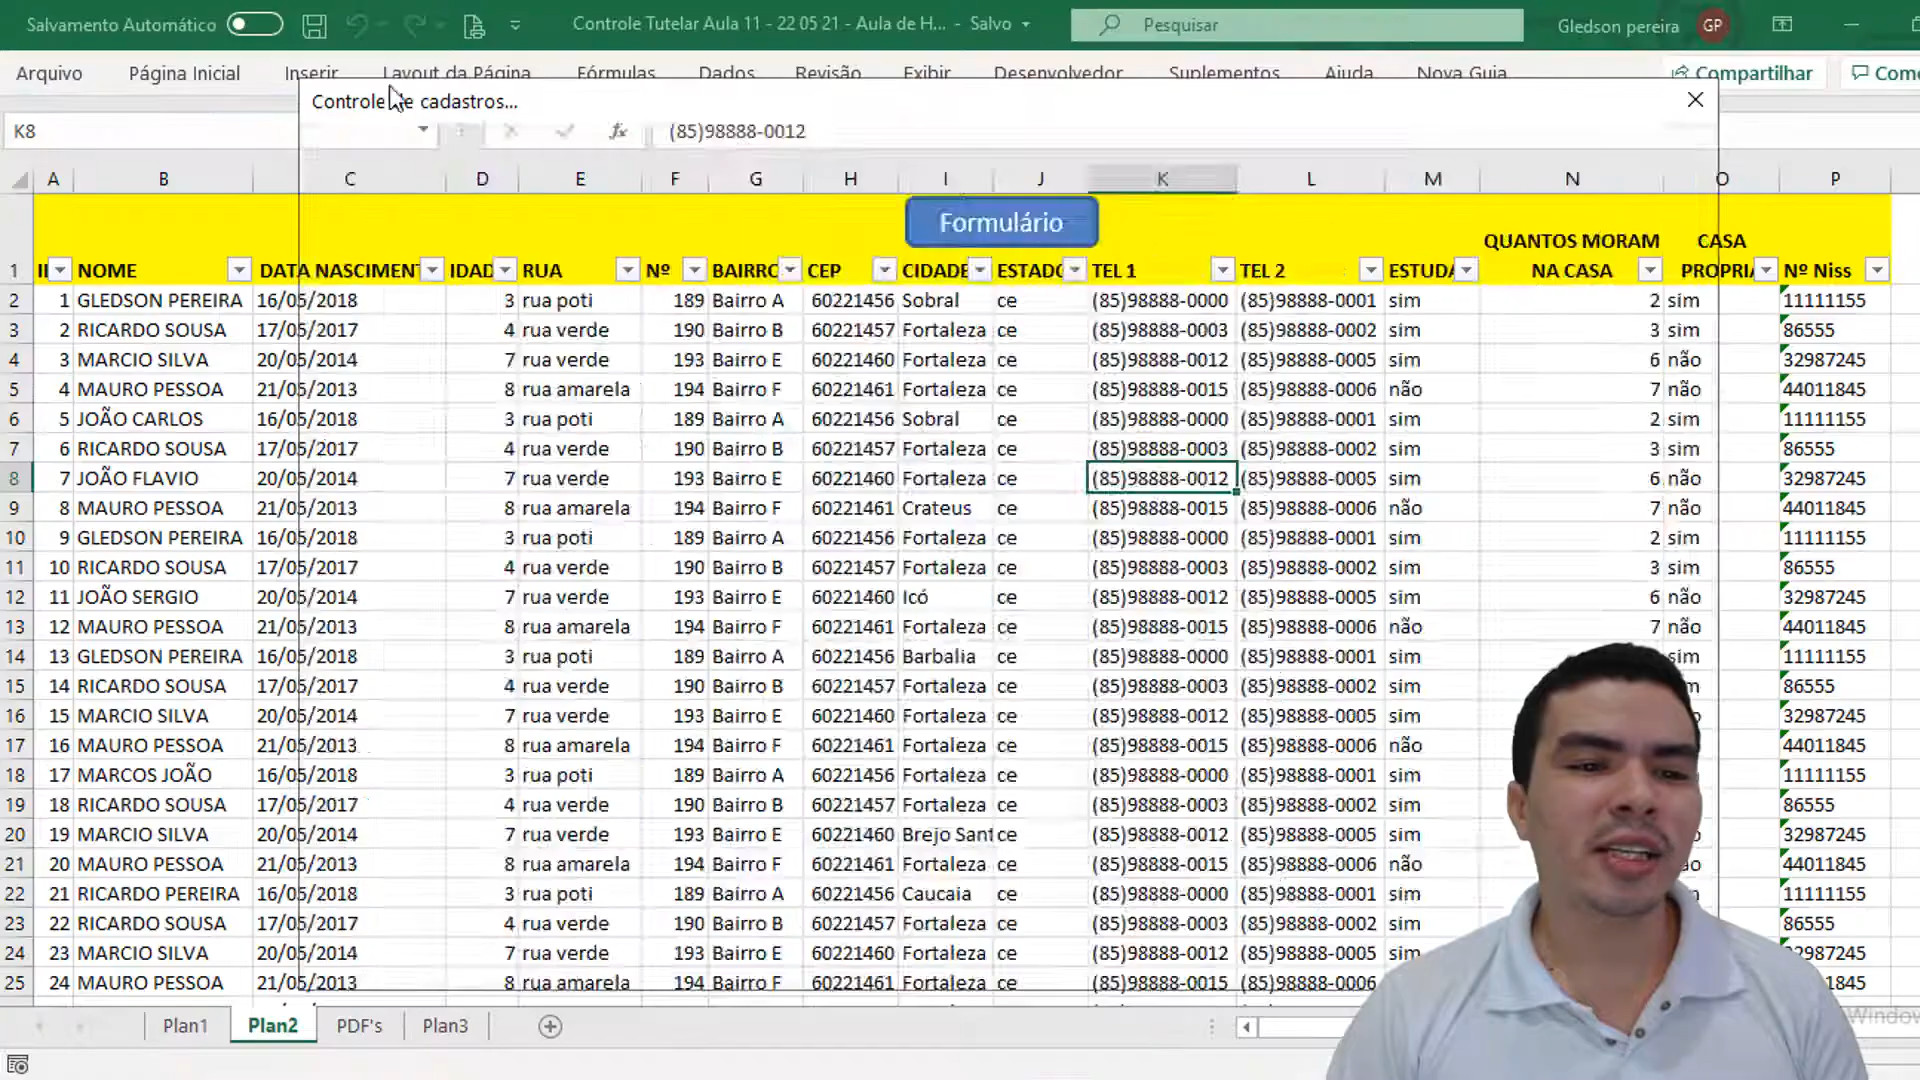 Salvamento Automático
Controle Tutelar Aula 11 - 22 05 21 - Aula de H... - Salvo
Pesquisar
Gledson pereira GP
Arquivo Página Inicial Inserir Layout da Página Fórmulas Dados Revisão Exibir Desenvolvedor Suplementos Ajuda Nova Guia Compartilhar
Controle de cadastros...
K8 fx (85)98888-0012
A B C D E F G H I J K L M N O P
Formulário
QUANTOS MORAM CASA
1 NOME RUA Nº CEP TEL 1 TEL 2 NA CASA Nº Niss
2 1 GLEDSON PEREIRA 16/05/2018 3 rua poti 189 Bairro A 60221456 Sobral ce (85)98888-0000 (85)98888-0001 sim 2 sim 11111155
3 2 RICARDO SOUSA 17/05/2017 4 rua verde 190 Bairro B 60221457 Fortaleza ce (85)98888-0003 (85)98888-0002 sim 3 sim 86555
4 3 MARCIO SILVA 20/05/2014 7 rua verde 193 Bairro E 60221460 Fortaleza ce (85)98888-0012 (85)98888-0005 sim 6 não 32987245
5 4 MAURO PESSOA 21/05/2013 8 rua amarela 194 Bairro F 60221461 Fortaleza ce (85)98888-0015 (85)98888-0006 não 7 não 44011845
6 5 JOÃO CARLOS 16/05/2018 3 rua poti 189 Bairro A 60221456 Sobral ce (85)98888-0000 (85)98888-0001 sim 2 sim 11111155
7 6 RICARDO SOUSA 17/05/2017 4 rua verde 190 Bairro B 60221457 Fortaleza ce (85)98888-0003 (85)98888-0002 sim 3 sim 86555
8 7 JOÃO FLAVIO 20/05/2014 7 rua verde 193 Bairro E 60221460 Fortaleza ce (85)98888-0012 (85)98888-0005 sim 6 não 32987245
9 8 MAURO PESSOA 21/05/2013 8 rua amarela 194 Bairro F 60221461 Crateus ce (85)98888-0015 (85)98888-0006 não 7 não 44011845
10 9 GLEDSON PEREIRA 16/05/2018 3 rua poti 189 Bairro A 60221456 Fortaleza ce (85)98888-0000 (85)98888-0001 sim 2 sim 11111155
11 10 RICARDO SOUSA 17/05/2017 4 rua verde 190 Bairro B 60221457 Fortaleza ce (85)98888-0003 (85)98888-0002 sim 3 sim 86555
12 11 JOÃO SERGIO 20/05/2014 7 rua verde 193 Bairro E 60221460 Icó ce (85)98888-0012 (85)98888-0005 sim 6 não 32987245
13 12 MAURO PESSOA 21/05/2013 8 rua amarela 194 Bairro F 60221461 Fortaleza ce (85)98888-0015 (85)98888-0006 não 7 não 44011845
14 13 GLEDSON PEREIRA 16/05/2018 3 rua poti 189 Bairro A 60221456 Barbalia ce (85)98888-0000 (85)98888-0001 sim sim 11111155
15 14 RICARDO SOUSA 17/05/2017 4 rua verde 190 Bairro B 60221457 Fortaleza ce (85)98888-0003 (85)98888-0002 sim 86555
16 15 MARCIO SILVA 20/05/2014 7 rua verde 193 Bairro E 60221460 Fortaleza ce (85)98888-0012 (85)98888-0005 sim 32987245
17 16 MAURO PESSOA 21/05/2013 8 rua amarela 194 Bairro F 60221461 Fortaleza ce (85)98888-0015 (85)98888-0006 não 44011845
18 17 MARCOS JOÃO 16/05/2018 3 rua poti 189 Bairro A 60221456 Fortaleza ce (85)98888-0000 (85)98888-0001 sim 11111155
19 18 RICARDO SOUSA 17/05/2017 4 rua verde 190 Bairro B 60221457 Fortaleza ce (85)98888-0003 (85)98888-0002 sim 86555
20 19 MARCIO SILVA 20/05/2014 7 rua verde 193 Bairro E 60221460 Brejo Sant ce (85)98888-0012 (85)98888-0005 sim 32987245
21 20 MAURO PESSOA 21/05/2013 8 rua amarela 194 Bairro F 60221461 Fortaleza ce (85)98888-0015 (85)98888-0006 não 44011845
22 21 RICARDO PEREIRA 16/05/2018 3 rua poti 189 Bairro A 60221456 Caucaia ce (85)98888-0000 (85)98888-0001 sim 11111155
23 22 RICARDO SOUSA 17/05/2017 4 rua verde 190 Bairro B 60221457 Fortaleza ce (85)98888-0003 (85)98888-0002 sim 86555
24 23 MARCIO SILVA 20/05/2014 7 rua verde 193 Bairro E 60221460 Fortaleza ce (85)98888-0012 (85)98888-0005 sim
25 24 MAURO PESSOA 21/05/2013 8 rua amarela 194 Bairro F 60221461 Fortaleza ce (85)98888-0015 (85)98888-0006
Plan1 Plan2 PDF's Plan3